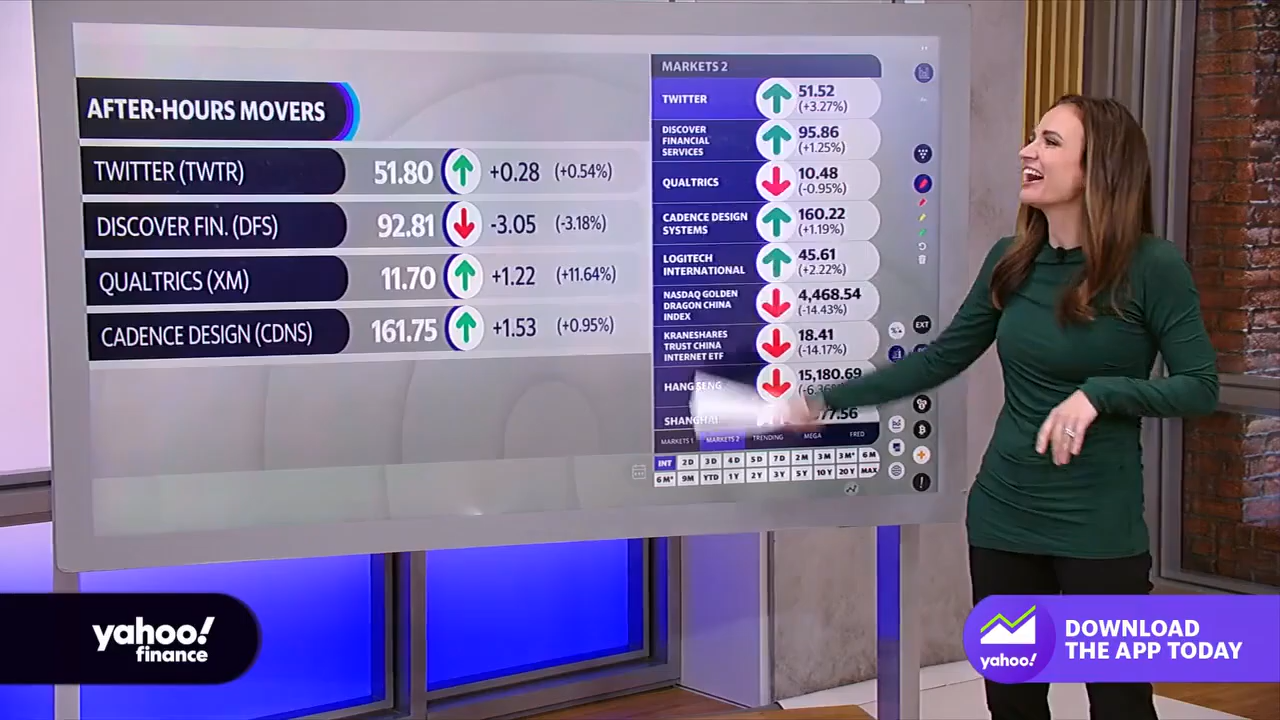 AFTER-HOURS MOVERS
TWITTER (TWTR) 51.80 +0.28 (+0.54%)
DISCOVER FIN. (DFS) 92.81 -3.05 (-3.18%)
QUALTRICS (XM) 11.70 +1.22 (+11.64%)
CADENCE DESIGN (CDNS) 161.75 +1.53 (+0.95%)
MARKETS 2
TWITTER 51.52
(+3.27%)
DISCOVER
FINANCIAL
SERVICES
95.86
(+1.25%)
QUALTRICS 10.48
(-0.95%)
CADENCE DESIGN
SYSTEMS
160.22
(+1.19%)
LOGITECH
INTERNATIONAL
45.61
(+2.22%)
NASDAQ GOLDEN
DRAGON CHINA
INDEX
4,468.54
(-14.43%)
KRANESHARES
TRUST CHINA
INTERNET ETF
18.41
(-14.17%)
HANG SENG 15,180.69
SHANGHAI
MARKETS 1 MARKETS 2 TRENDING MEGA FRED
INT 2D 3D 4D 5D 7D 2M 3M 3M* 6M
6M* 9M YTD 1Y 2Y 3Y 5Y 10Y 20Y MAX
EXT
yahoo!
finance
yahoo!
DOWNLOAD
THE APP TODAY